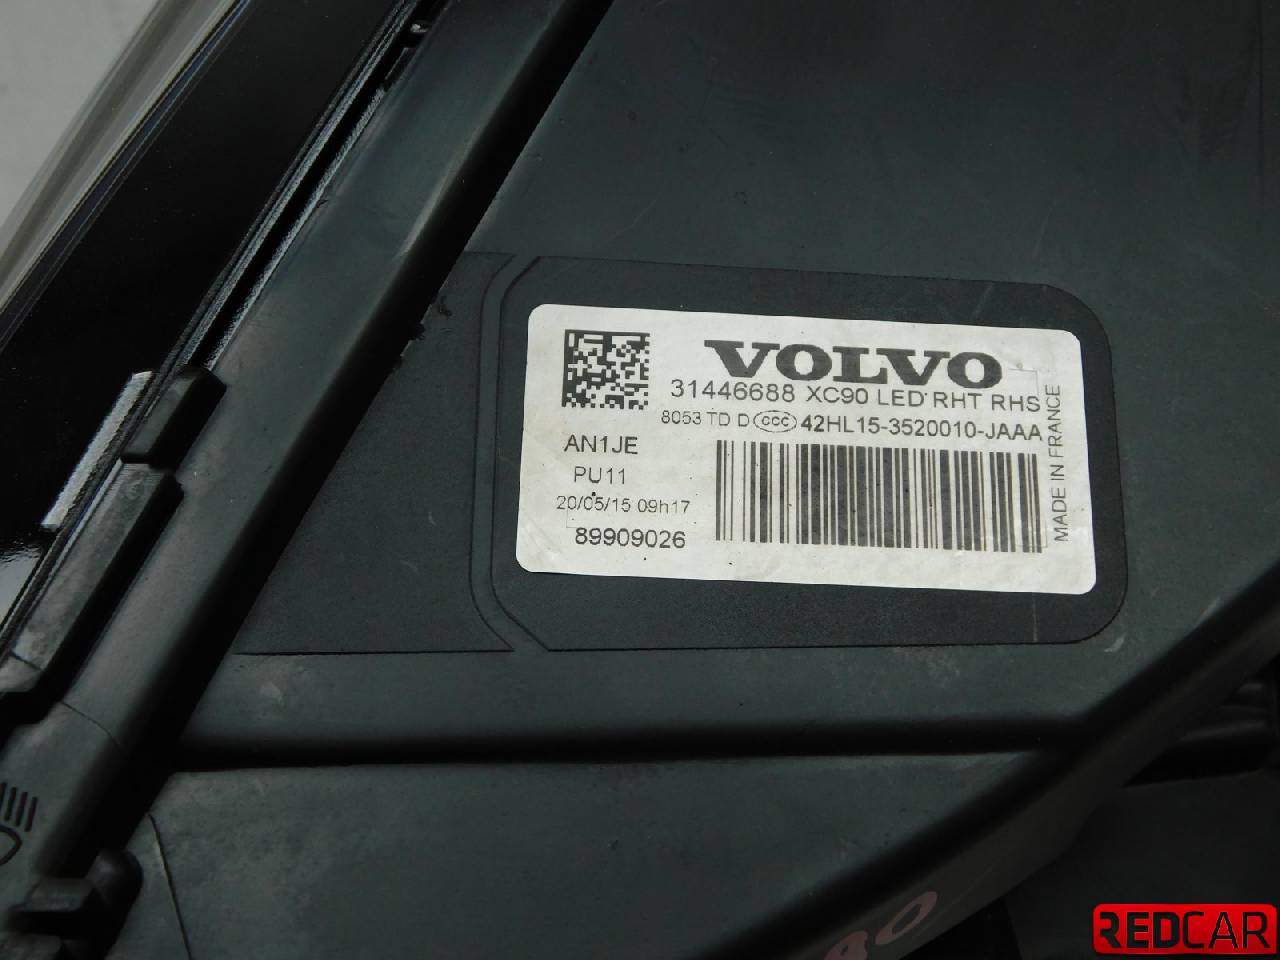 VOLVO
31446688 XC90 LED RHT RHS
8053 TD D CCC 42HL15-3520010-JAAA
AN1JE
PU11
20/05/15 09h17
89909026
MADE IN FRANCE
REDCAR